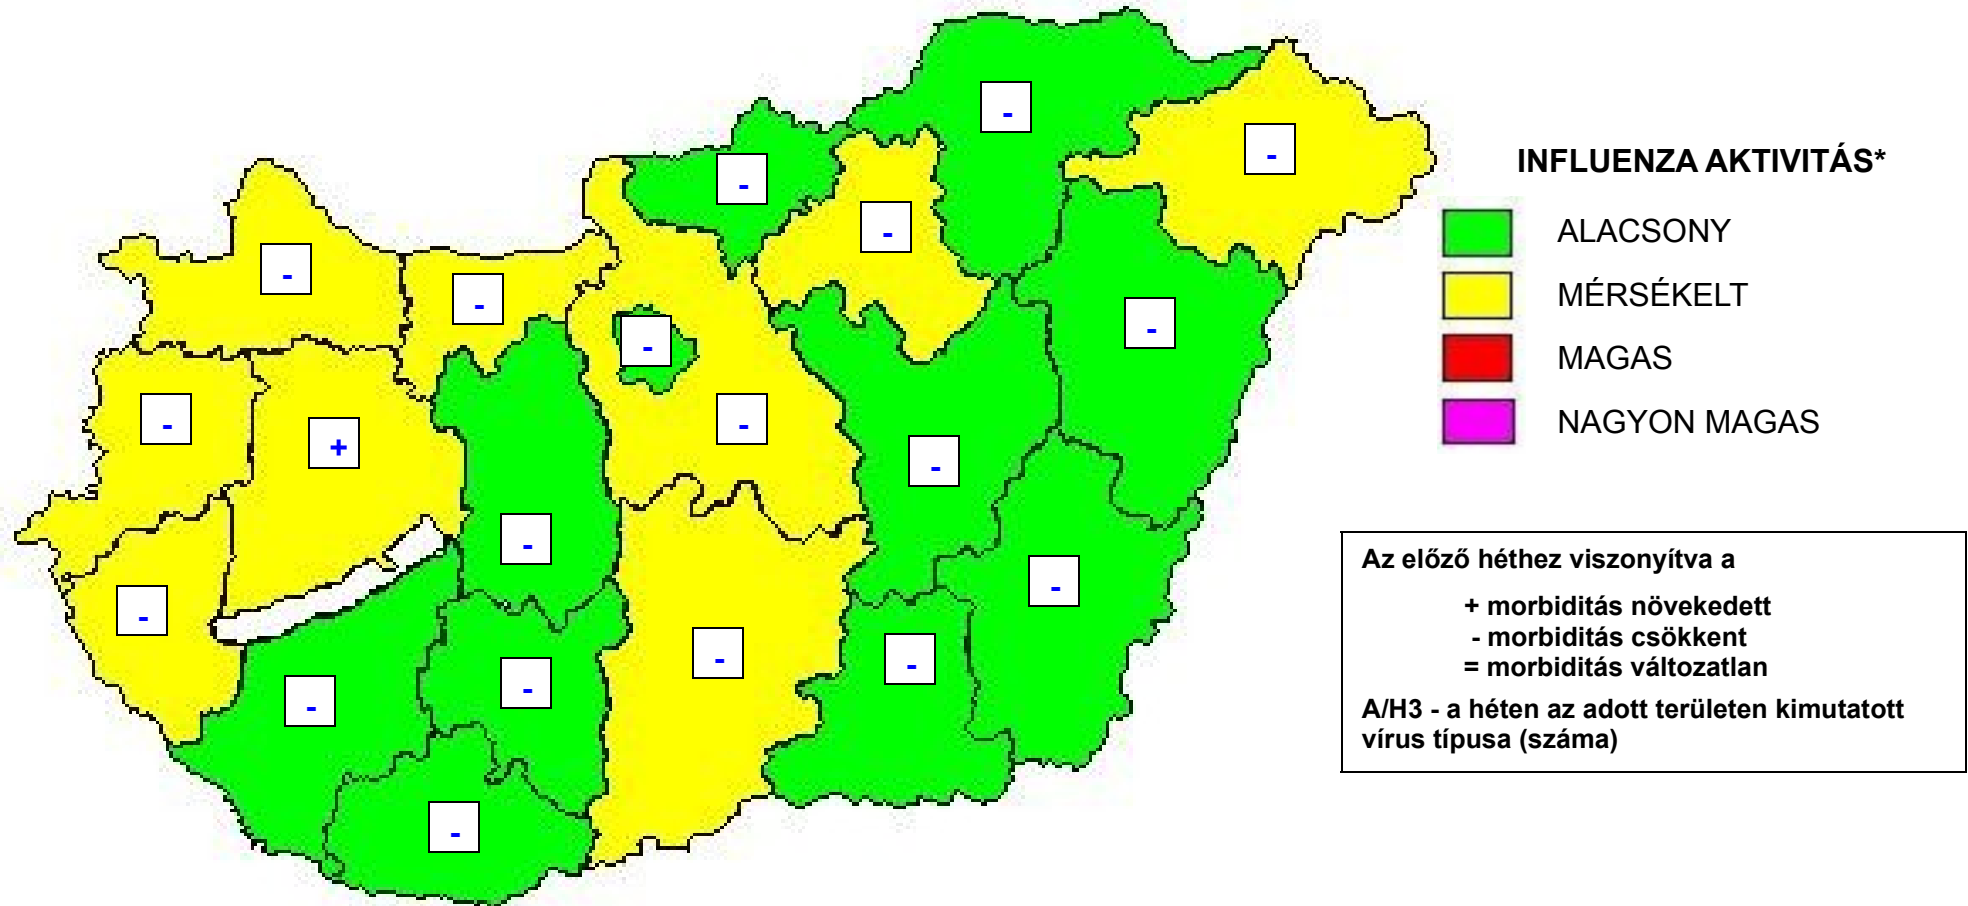 -
-
-
-
-
-
-
-
-
-
+
-
-
-
-
-
-
-
-
-
INFLUENZA AKTIVITÁS*
ALACSONY
MÉRSÉKELT
MAGAS
NAGYON MAGAS
Az előző héthez viszonyítva a
+ morbiditás növekedett
- morbiditás csökkent
= morbiditás változatlan
A/H3 - a héten az adott területen kimutatott
vírus típusa (száma)